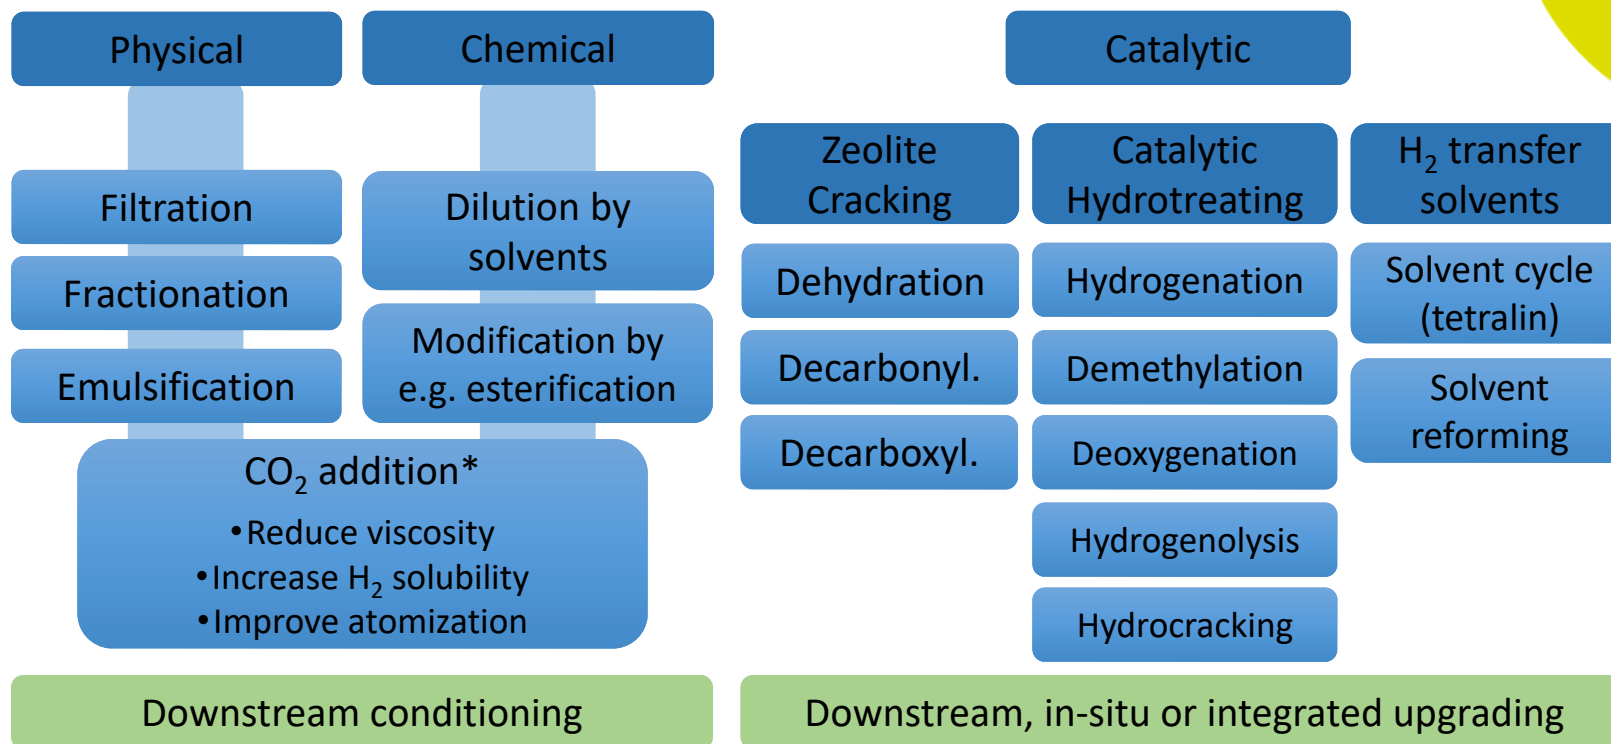 Physical
Filtration
Fractionation
Emulsification
Chemical
Dilution by
solvents
Modification by
e.g. esterification
CO₂ addition*
•Reduce viscosity
•Increase H₂ solubility
•Improve atomization
Downstream conditioning
Catalytic
Zeolite
Cracking
Dehydration
Decarbonyl.
Decarboxyl.
Catalytic
Hydrotreating
Hydrogenation
Demethylation
Deoxygenation
Hydrogenolysis
Hydrocracking
H₂ transfer
solvents
Solvent cycle
(tetralin)
Solvent
reforming
Downstream, in-situ or integrated upgrading